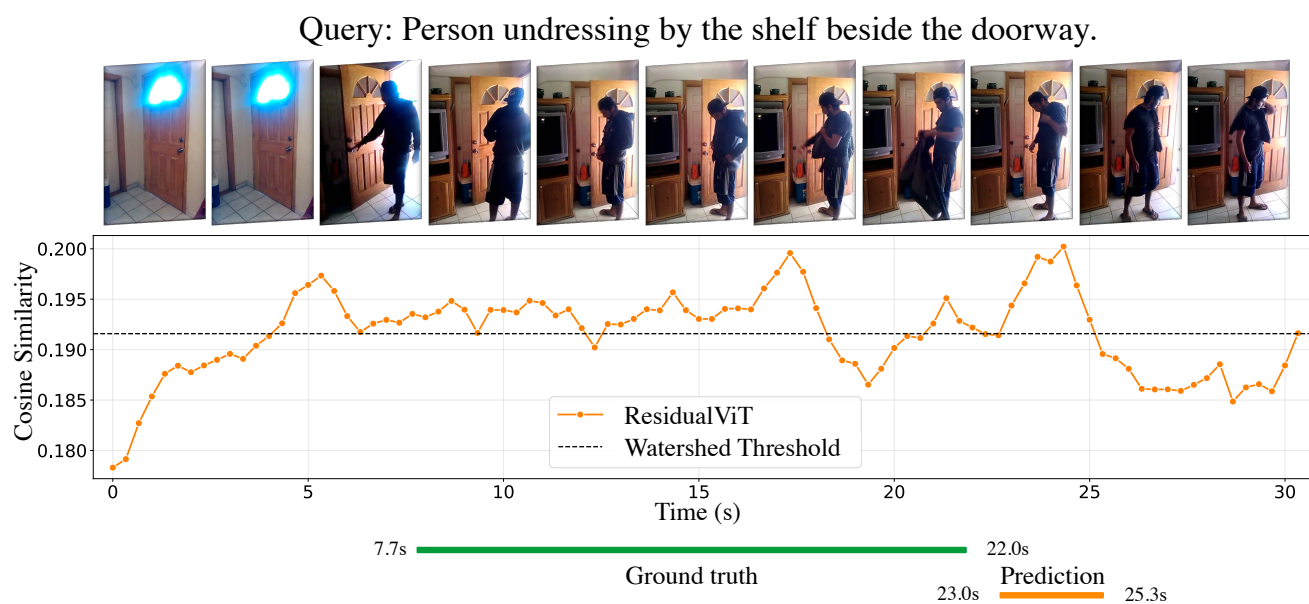 Query: Person undressing by the shelf beside the doorway.
0.200
0.195
0.190
0.185
0.180
Cosine Similarity
ResidualViT
Watershed Threshold
0 5 10 15 20 25 30
Time (s)
7.7s 22.0s
Ground truth Prediction
23.0s 25.3s